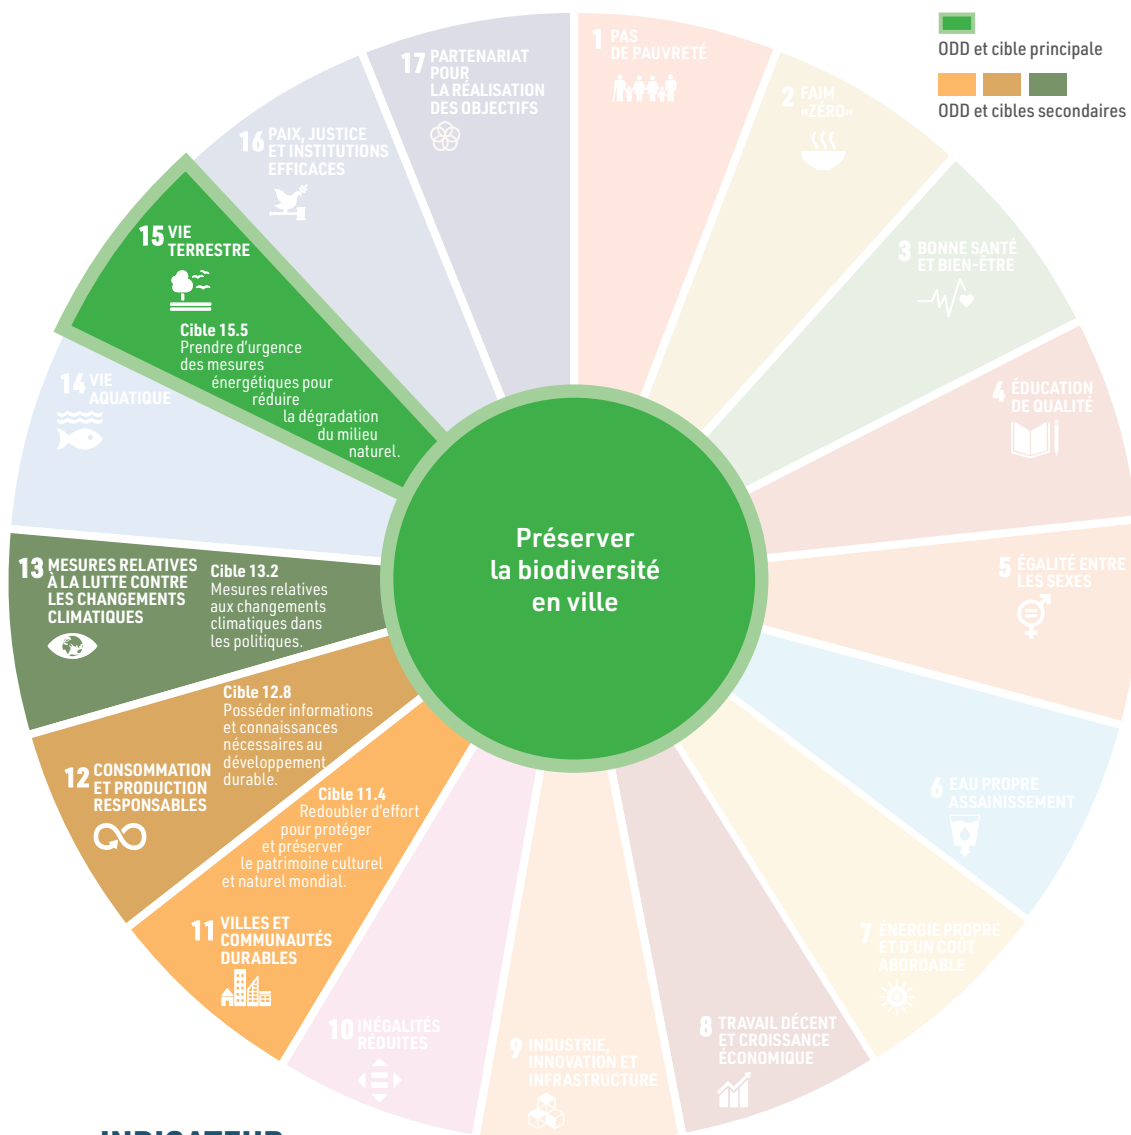 ODD et cible principale
ODD et cibles secondaires
1 PAS
DE PAUVRETÉ
2 FAIM
«ZÉRO»
3 BONNE SANTÉ
ET BIEN-ÊTRE
4 ÉDUCATION
DE QUALITÉ
5 ÉGALITÉ ENTRE
LES SEXES
6 EAU PROPRE
ASSAINISSEMENT
7 ÉNERGIE PROPRE
ET D'UN COÛT
ABORDABLE
8 TRAVAIL DÉCENT
ET CROISSANCE
ÉCONOMIQUE
9 INDUSTRIE,
INNOVATION ET
INFRASTRUCTURE
10 INÉGALITÉS
RÉDUITES
11 VILLES ET
COMMUNAUTÉS
DURABLES
Cible 11.4
Redoubler d'effort
pour protéger
et préserver
le patrimoine culturel
et naturel mondial.
12 CONSOMMATION
ET PRODUCTION
RESPONSABLES
Cible 12.8
Posséder informations
et connaissances
nécessaires au
développement
durable.
13 MESURES RELATIVES
À LA LUTTE CONTRE
LES CHANGEMENTS
CLIMATIQUES
Cible 13.2
Mesures relatives
aux changements
climatiques dans
les politiques.
14 VIE
AQUATIQUE
15 VIE
TERRESTRE
Cible 15.5
Prendre d'urgence
des mesures
énergétiques pour
réduire
la dégradation
du milieu
naturel.
16 PAIX, JUSTICE
ET INSTITUTIONS
EFFICACES
17 PARTENARIAT
POUR
LA RÉALISATION
DES OBJECTIFS
Préserver
la biodiversité
en ville
INDICATEUR